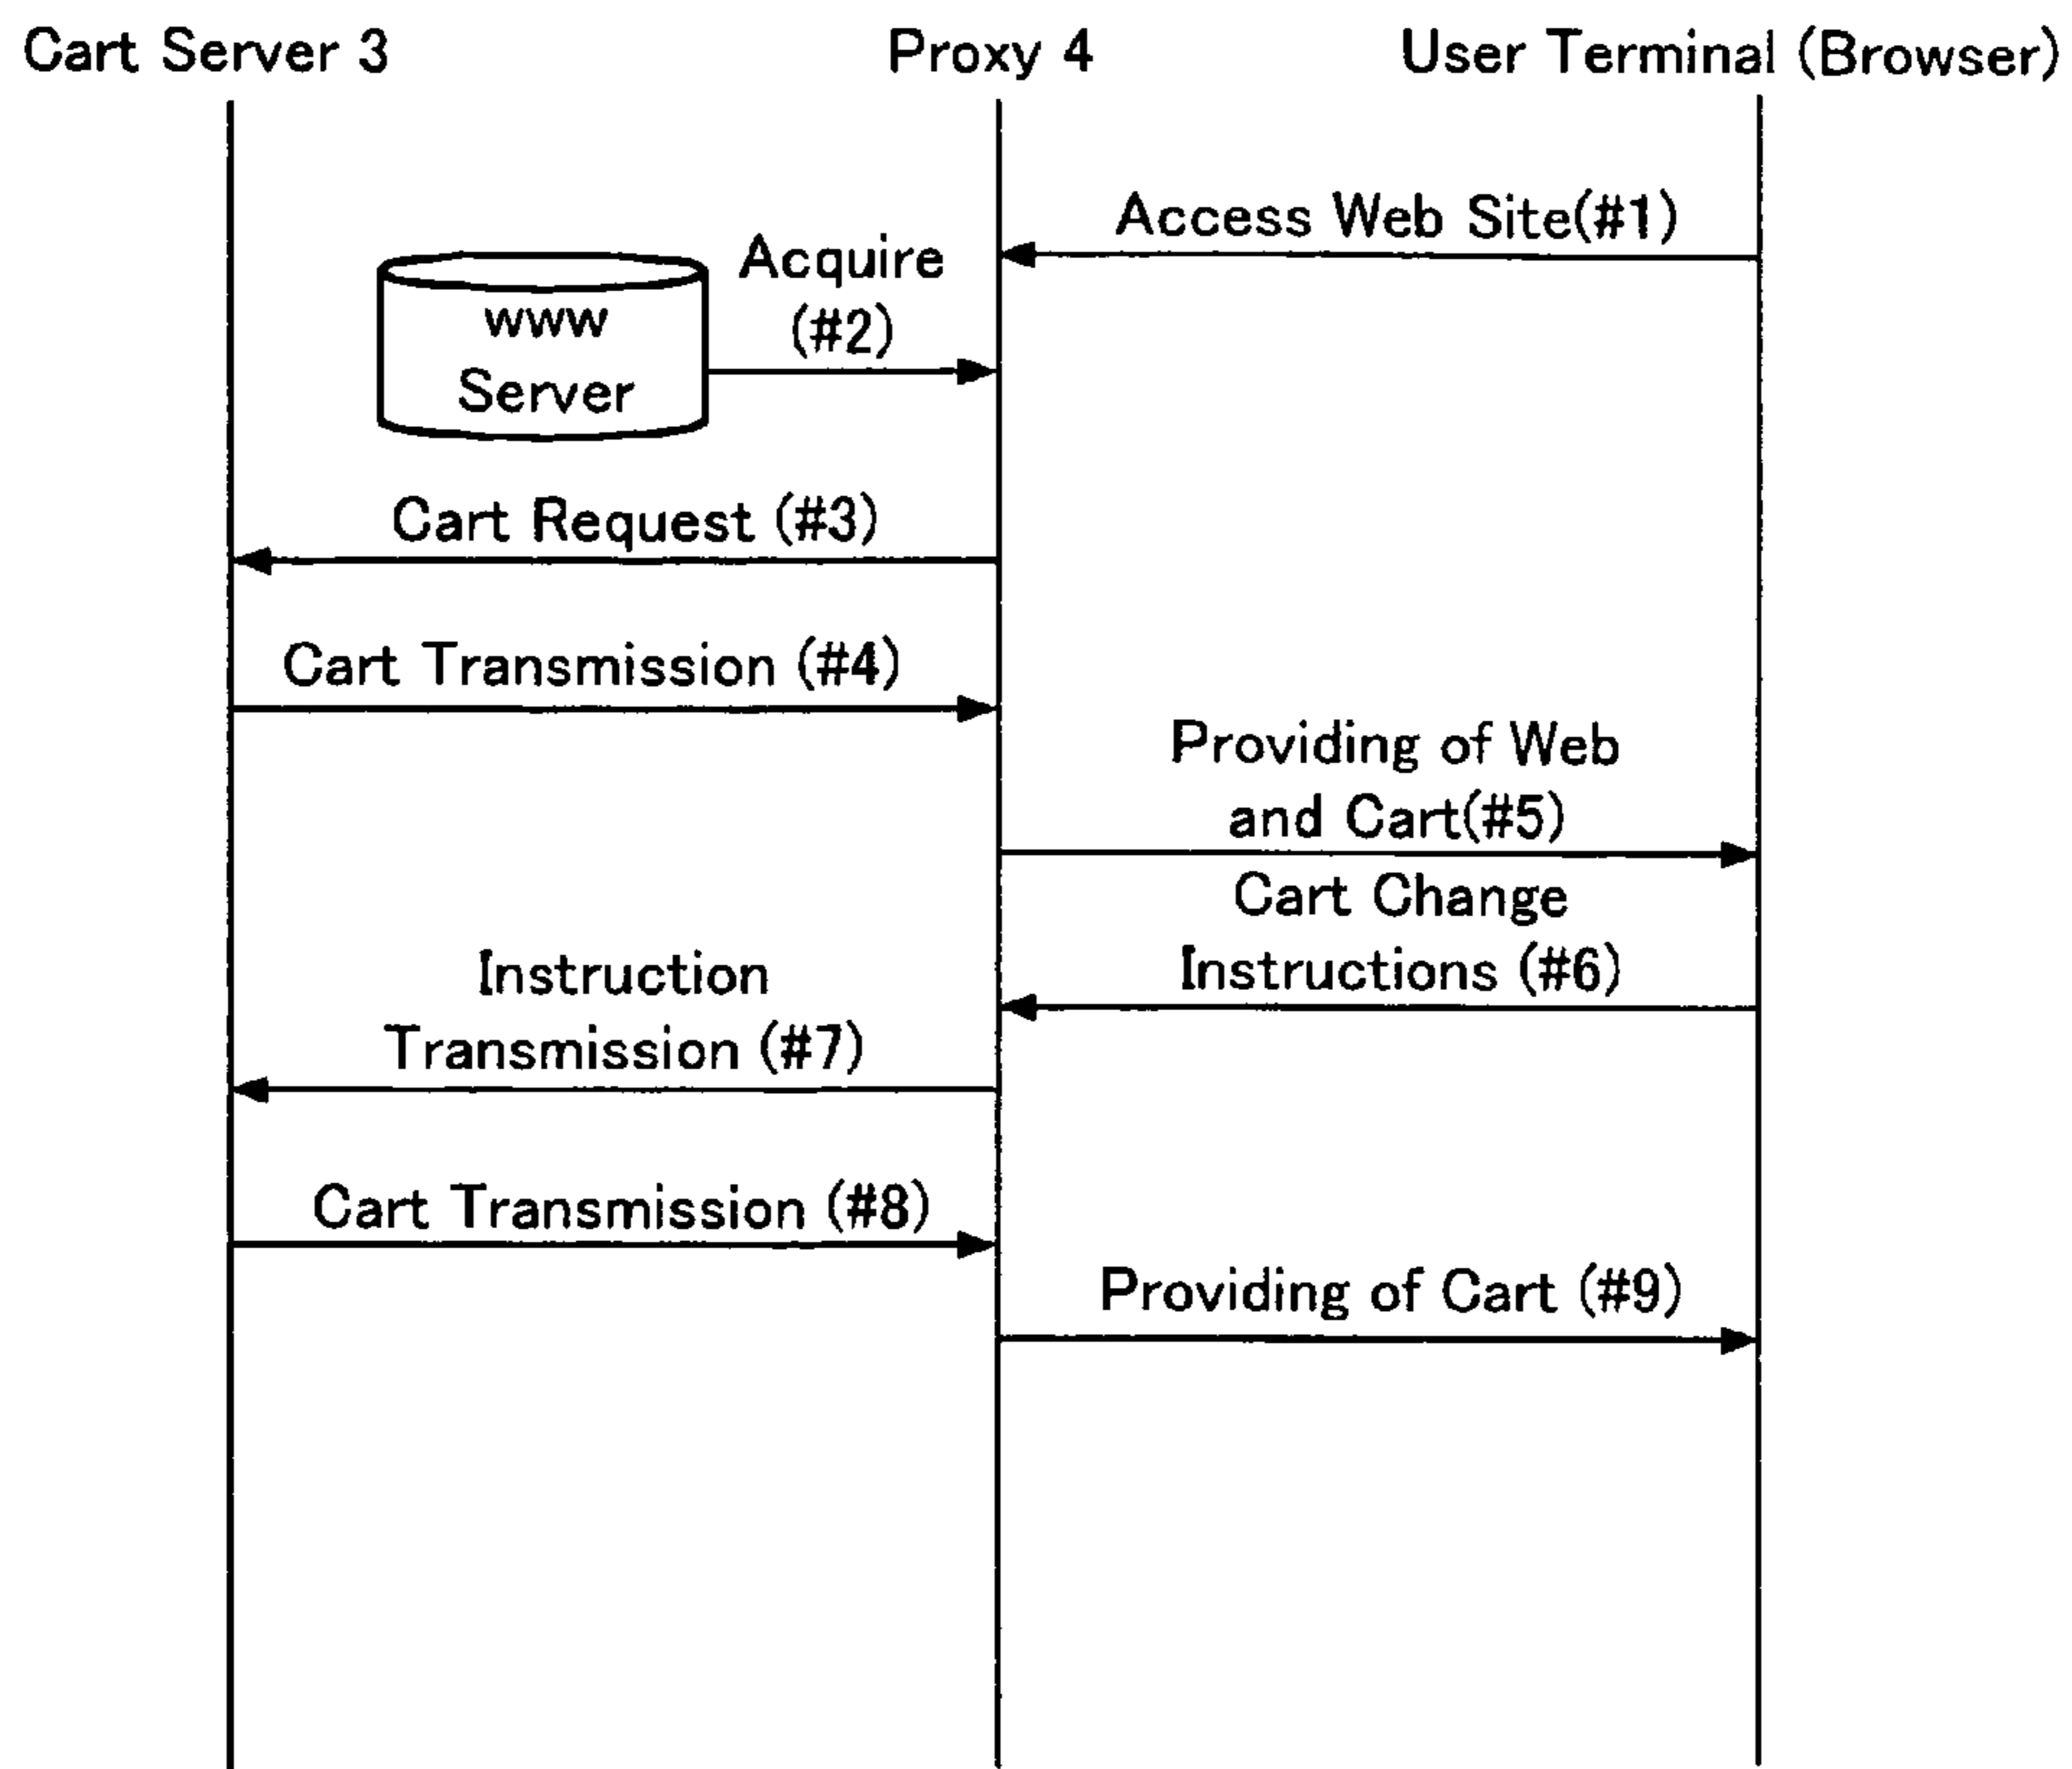 Cart Server 3
Proxy 4
User Terminal (Browser)
Access Web Site(#1)
Acquire
(#2)
www
Server
Cart Request (#3)
Cart Transmission (#4)
Providing of Web
and Cart(#5)
Cart Change
Instructions (#6)
Instruction
Transmission (#7)
Cart Transmission (#8)
Providing of Cart (#9)